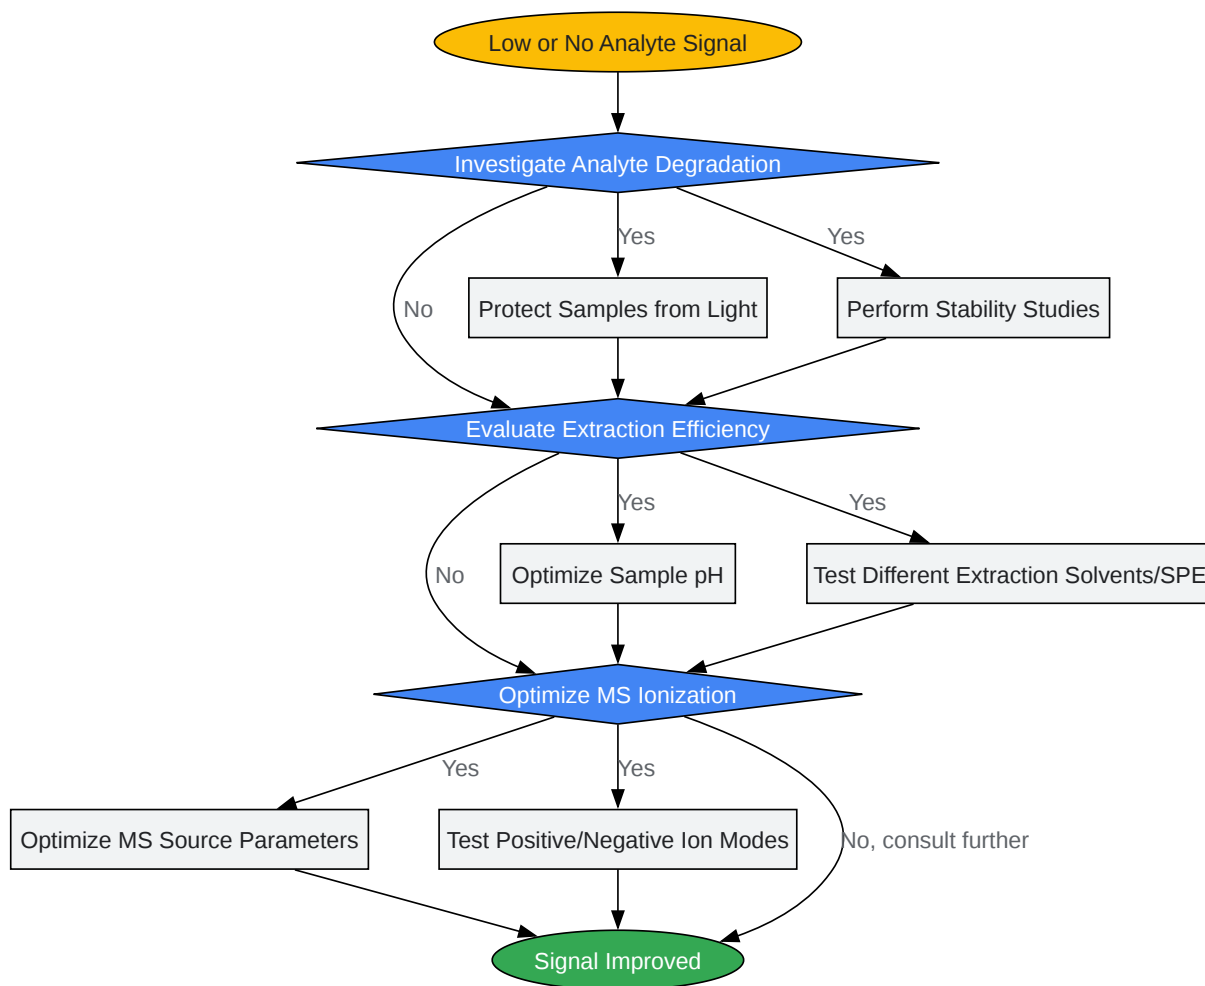 Low or No Analyte Signal
Investigate Analyte Degradation
Yes
Yes
No
Protect Samples from Light
Perform Stability Studies
Evaluate Extraction Efficiency
Yes
Yes
No
Optimize Sample pH
Test Different Extraction Solvents/SPE
Optimize MS Ionization
Yes
Yes
Optimize MS Source Parameters
Test Positive/Negative Ion Modes
No, consult further
Signal Improved